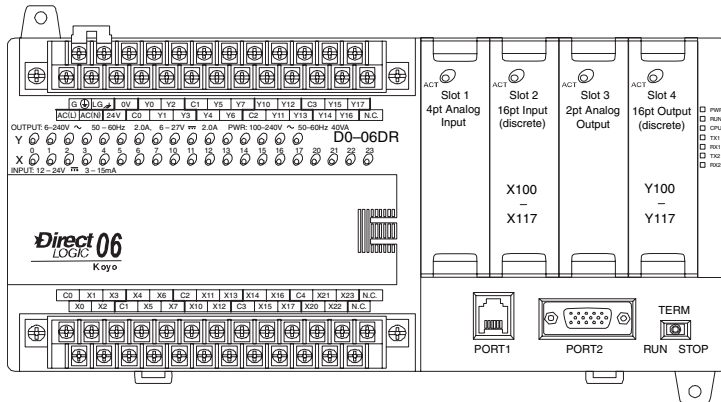 G LG 0V Y0 Y2 C1 Y5 Y7 Y10 Y12 C3 Y15 Y17
AC(L) AC(N) 24V C0 Y1 Y3 Y4 Y6 C2 Y11 Y13 Y14 Y16 N.C.
OUTPUT: 6–240V ∼ 50 – 60Hz 2.0A, 6 – 27V ⎓ 2.0A PWR: 100–240V ∼ 50–60Hz 40VA
D0–06DR
Y
0 1 2 3 4 5 6 7 10 11 12 13 14 15 16 17 20 21 22 23
X
INPUT: 12 – 24V ⎓ 3 – 15mA
Direct
LOGIC 06
Koyo
C0 X1 X3 X4 X6 C2 X11 X13 X14 X16 C4 X21 X23 N.C.
X0 X2 C1 X5 X7 X10 X12 C3 X15 X17 X20 X22 N.C.
ACT
Slot 1
4pt Analog
Input
ACT
Slot 2
16pt Input
(discrete)
X100
–
X117
ACT
Slot 3
2pt Analog
Output
ACT
Slot 4
16pt Output
(discrete)
Y100
–
Y117
PWR
RUN
CPU
TX1
RX1
TX2
RX2
PORT1
PORT2
TERM
RUN STOP